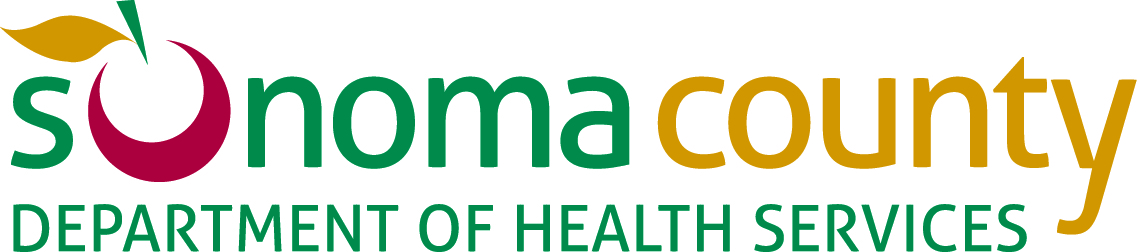 sonoma county
DEPARTMENT OF HEALTH SERVICES